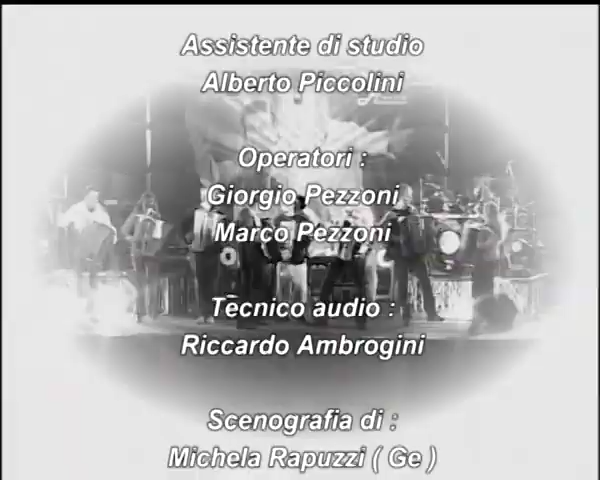 Assistente di studio
Alberto Piccolini
Operatori :
Giorgio Pezzoni
Marco Pezzoni
Tecnico audio :
Riccardo Ambrogini
Scenografia di :
Michela Rapuzzi ( Ge )